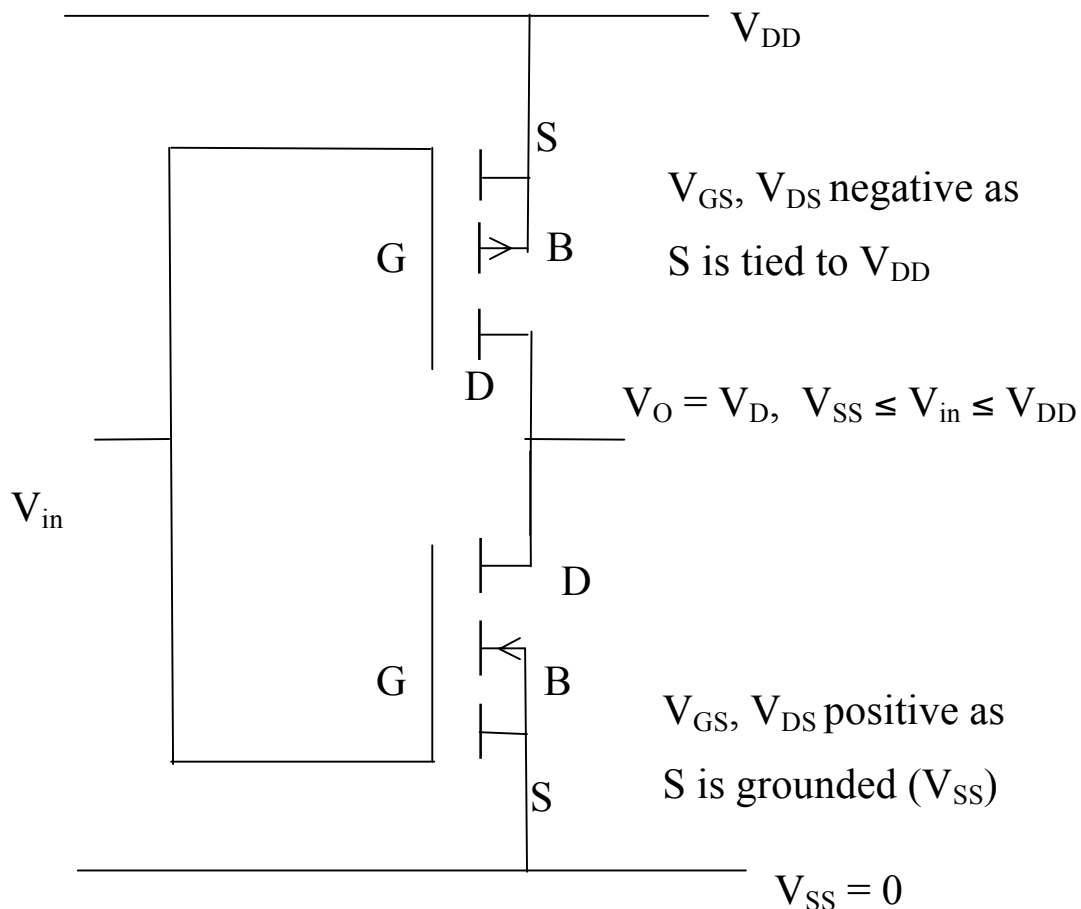 V_DD
S
V_GS, V_DS negative as
G B
S is tied to V_DD
D
V_O = V_D, V_SS ≤ V_in ≤ V_DD
V_in
D
G B
V_GS, V_DS positive as
S
S is grounded (V_SS)
V_SS = 0